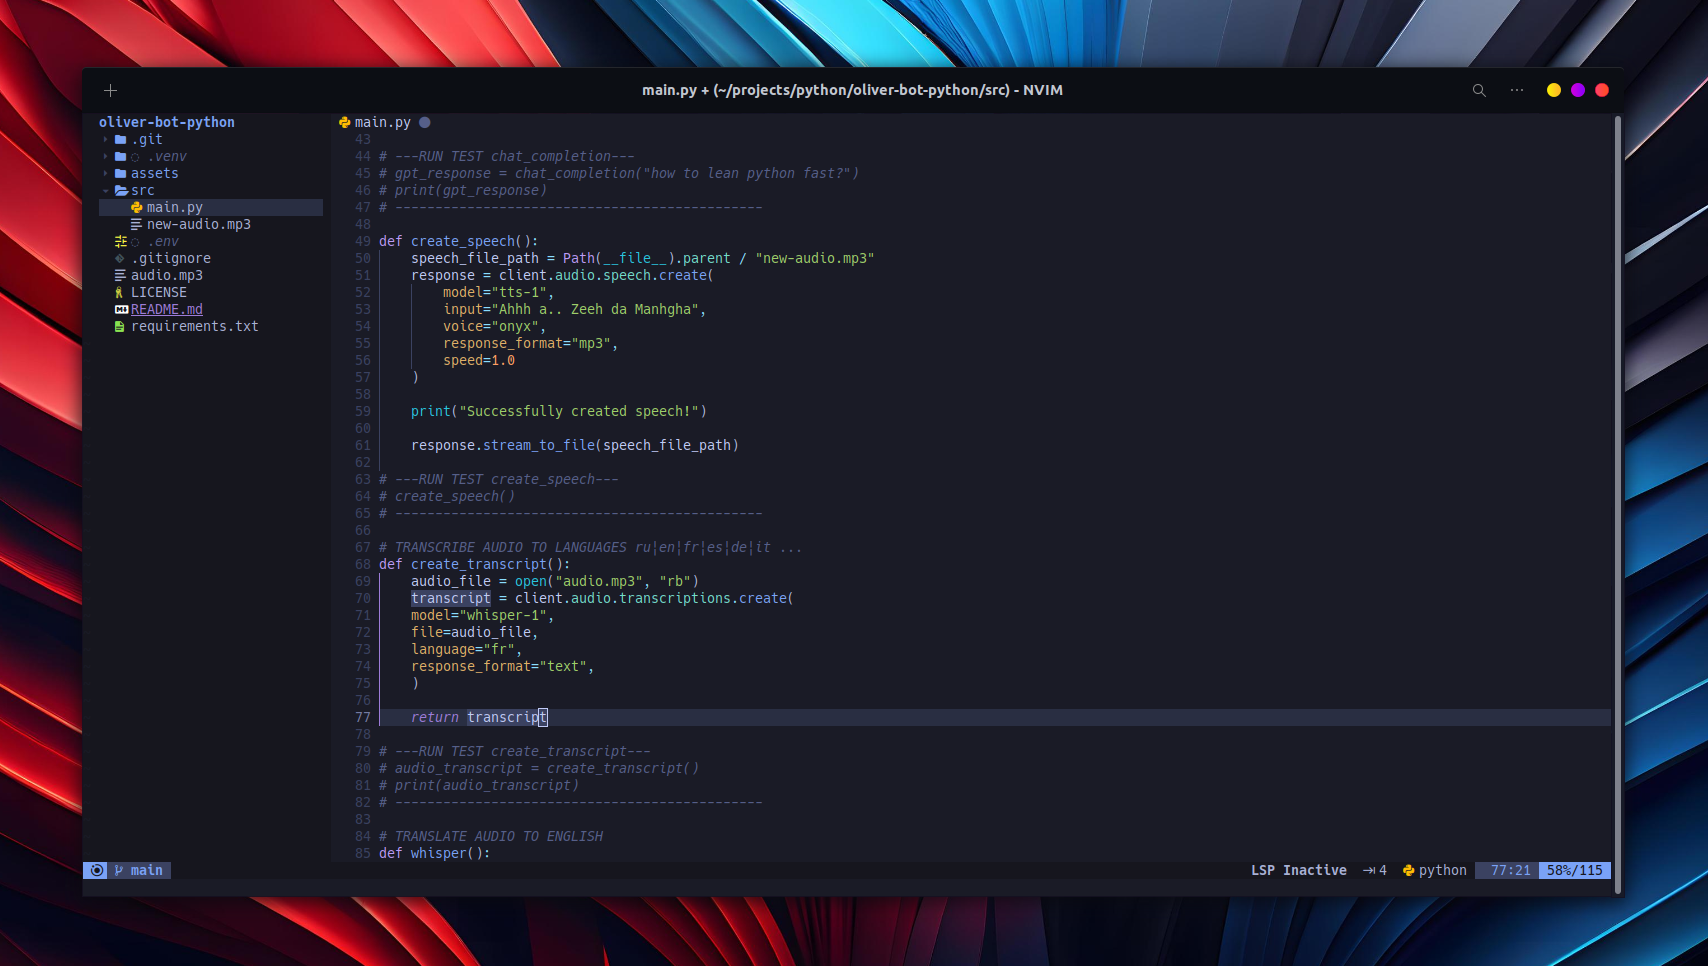 main.py + (~/projects/python/oliver-bot-python/src) - NVIM
oliver-bot-python
.git
.venv
assets
src
main.py
new-audio.mp3
.env
.gitignore
audio.mp3
LICENSE
README.md
requirements.txt
main.py
43
44 # ---RUN TEST chat_completion---
45 # gpt_response = chat_completion("how to lean python fast?")
46 # print(gpt_response)
47 # ----------------------------------------------
48
49 def create_speech():
50     speech_file_path = Path(__file__).parent / "new-audio.mp3"
51     response = client.audio.speech.create(
52         model="tts-1",
53         input="Ahhh a.. Zeeh da Manhgha",
54         voice="onyx",
55         response_format="mp3",
56         speed=1.0
57     )
58
59     print("Successfully created speech!")
60
61     response.stream_to_file(speech_file_path)
62
63 # ---RUN TEST create_speech---
64 # create_speech()
65 # ----------------------------------------------
66
67 # TRANSCRIBE AUDIO TO LANGUAGES ru¦en¦fr¦es¦de¦it ...
68 def create_transcript():
69     audio_file = open("audio.mp3", "rb")
70     transcript = client.audio.transcriptions.create(
71     model="whisper-1",
72     file=audio_file,
73     language="fr",
74     response_format="text",
75     )
76
77     return transcript
78
79 # ---RUN TEST create_transcript---
80 # audio_transcript = create_transcript()
81 # print(audio_transcript)
82 # ----------------------------------------------
83
84 # TRANSLATE AUDIO TO ENGLISH
85 def whisper():
main LSP Inactive 4 python 77:21 58%/115